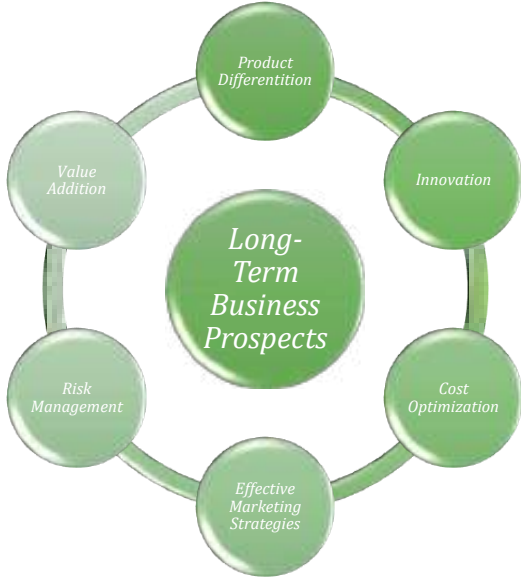 Product
Differentition
Innovation
Cost
Optimization
Effective
Marketing
Strategies
Risk
Management
Value
Addition
Long-
Term
Business
Prospects